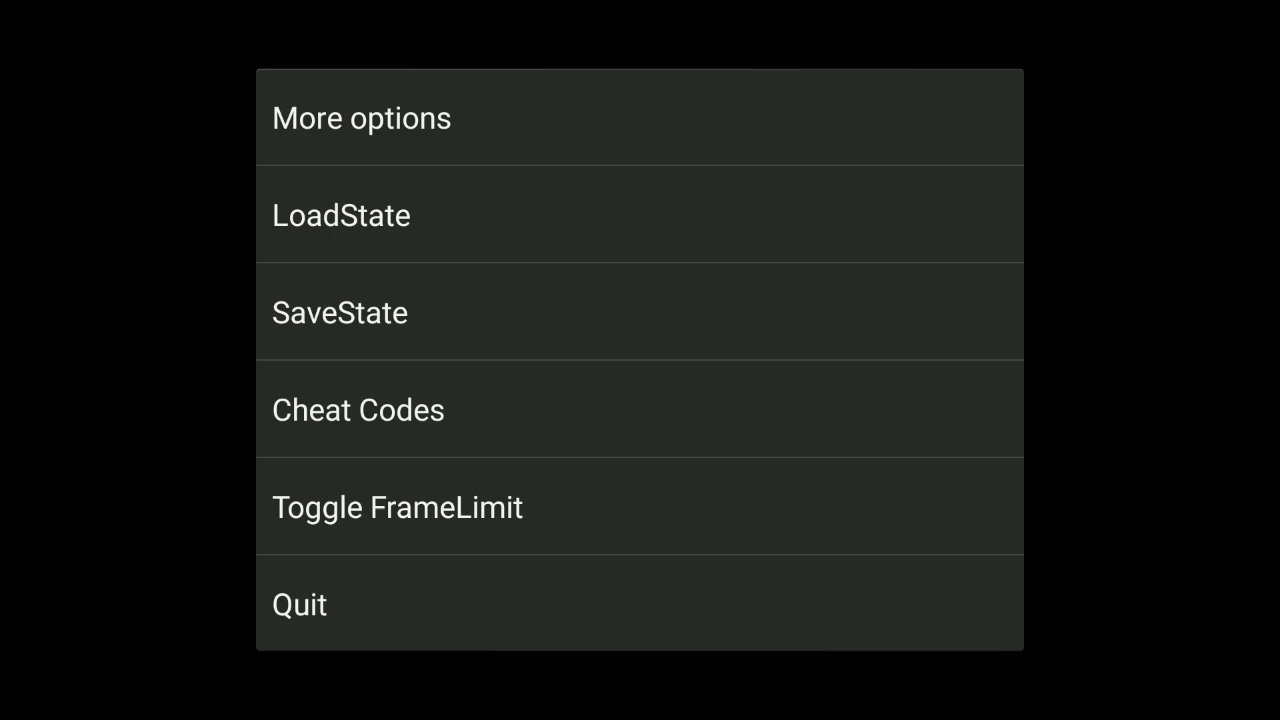 More options
LoadState
SaveState
Cheat Codes
Toggle FrameLimit
Quit